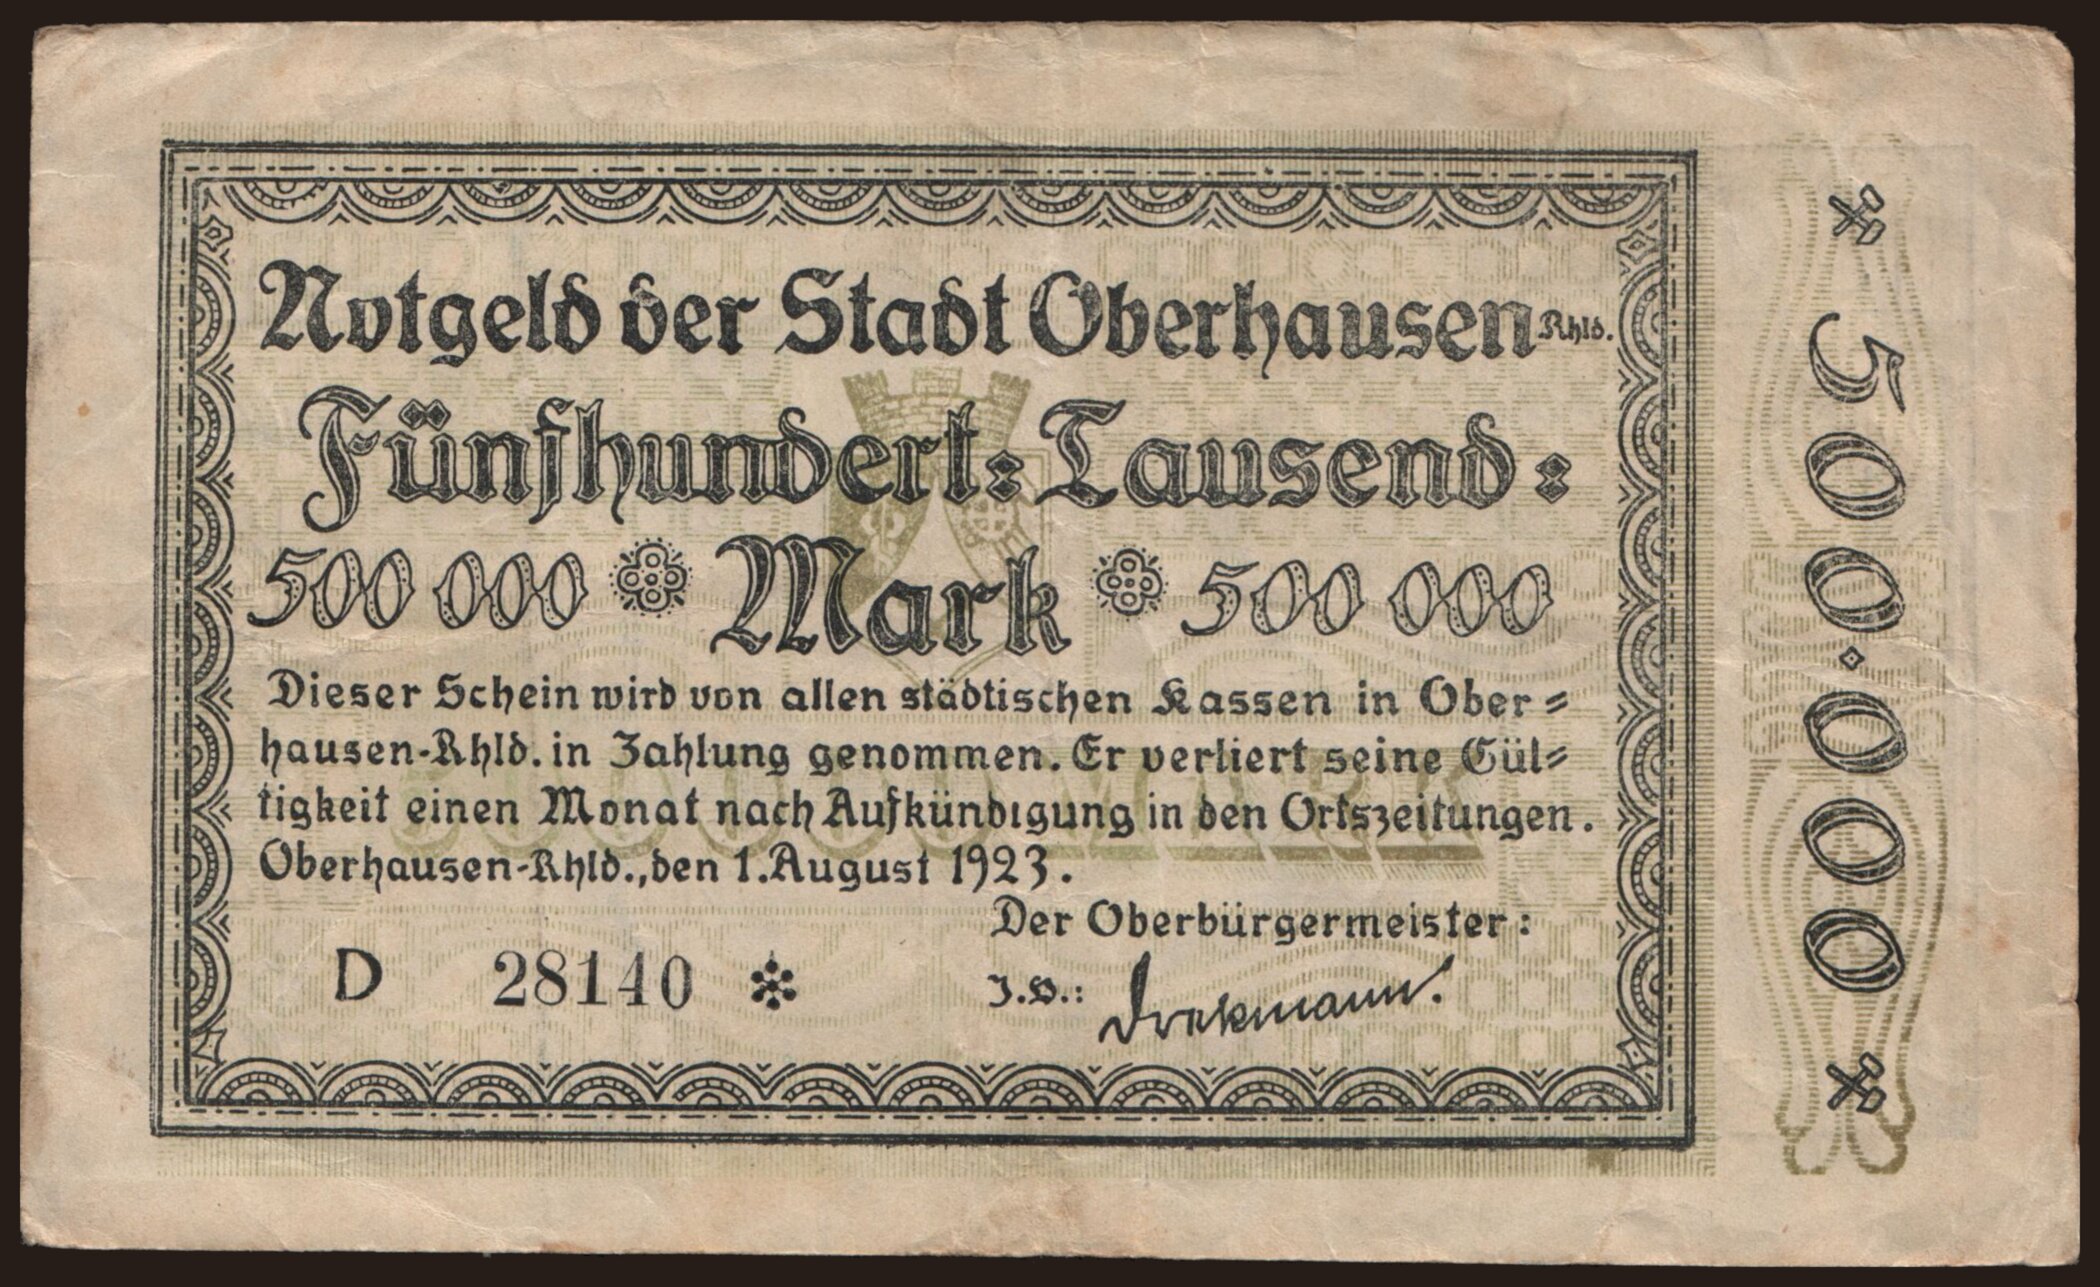 Notgeld der Stadt Oberhausen Rhld.
Fünfhundert=Tausend=
500 000 Mark 500 000
Dieser Schein wird von allen städtischen Kassen in Ober=
hausen-Rhld. in Zahlung genommen. Er verliert seine Gül=
tigkeit einen Monat nach Aufkündigung in den Ortszeitungen.
Oberhausen-Rhld., den 1. August 1923.
Der Oberbürgermeister:
D 28140 *
J.V.:
500.000